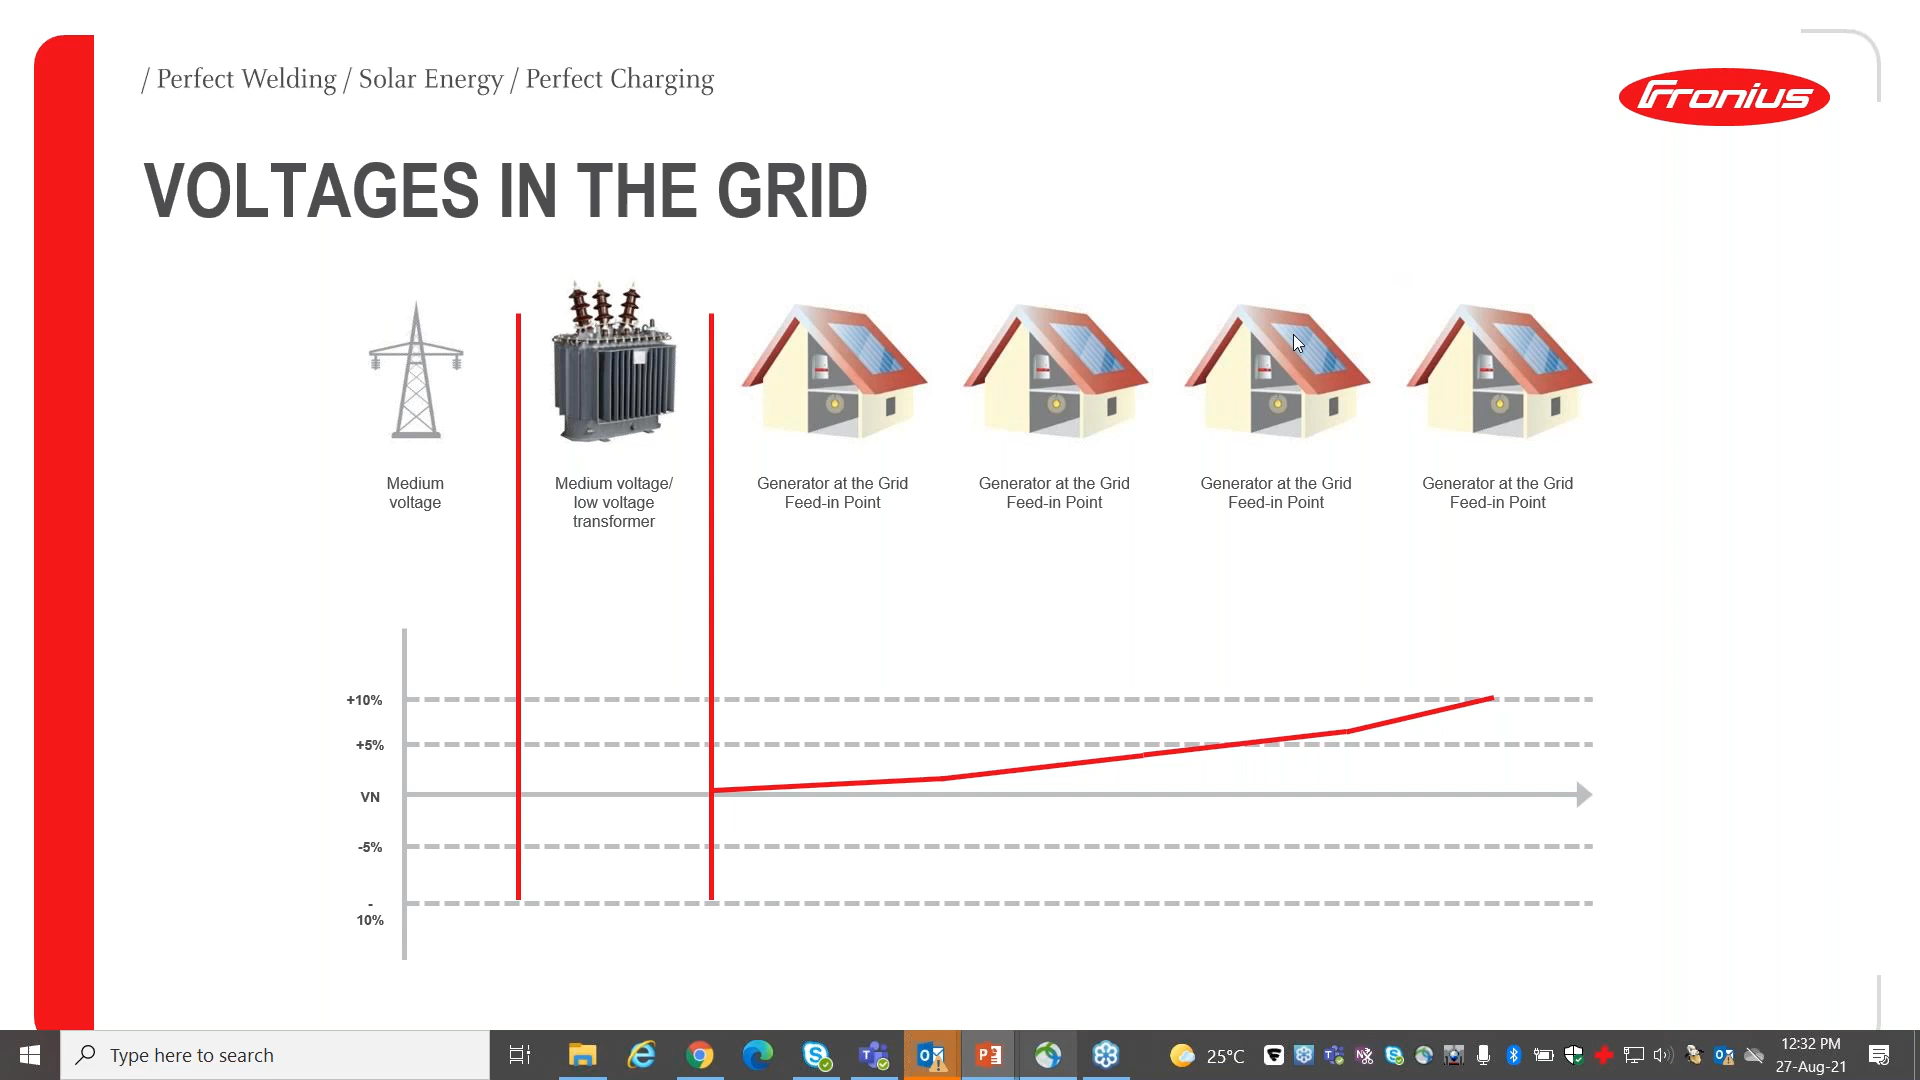 / Perfect Welding / Solar Energy / Perfect Charging
Fronius
VOLTAGES IN THE GRID
Medium
voltage
Medium voltage/
low voltage
transformer
Generator at the Grid
Feed-in Point
Generator at the Grid
Feed-in Point
Generator at the Grid
Feed-in Point
Generator at the Grid
Feed-in Point
+10%
+5%
VN
-5%
-
10%
Type here to search
25°C
12:32 PM
27-Aug-21